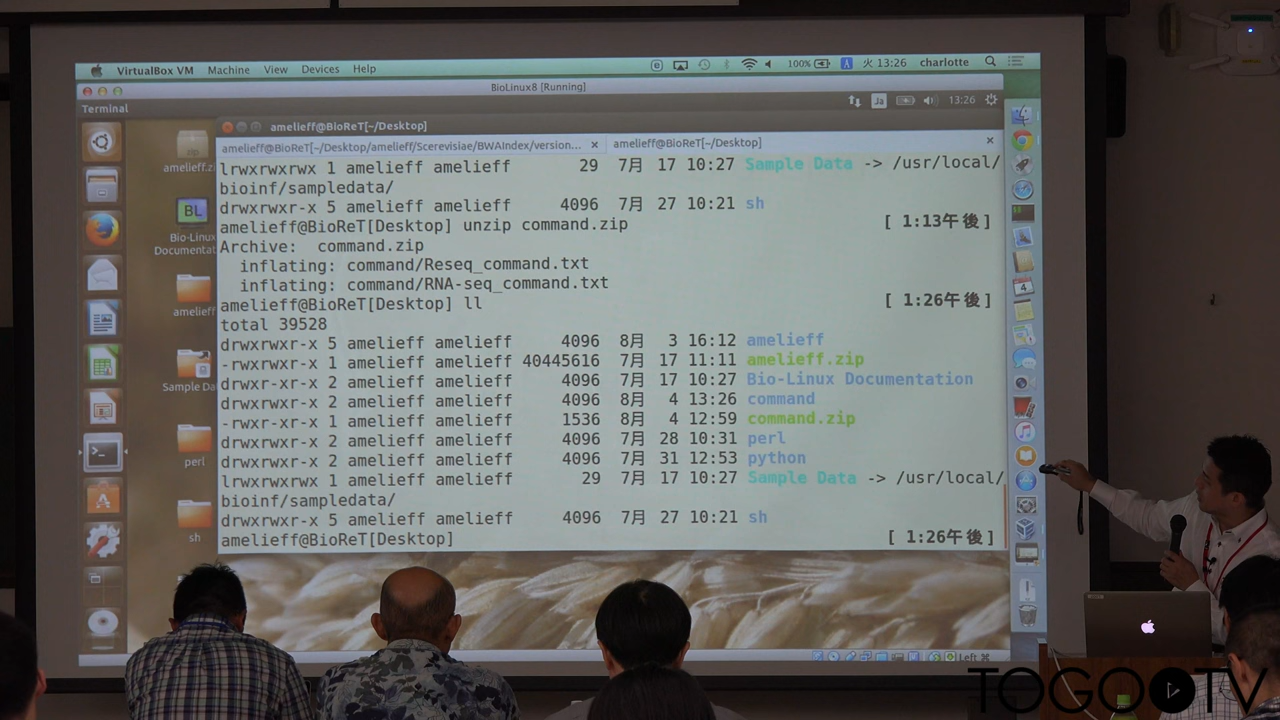 VirtualBox VM Machine View Devices Help 100% A 火 13:26 charlotte
BioLinux8 [Running]
Terminal Ja 13:26
amelieff@BioReT[~/Desktop]
amelieff@BioReT[~/Desktop/amelieff/Scerevisiae/BWAIndex/version... × amelieff@BioReT[~/Desktop] ×
lrwxrwxrwx 1 amelieff amelieff 29 7月 17 10:27 Sample Data -> /usr/local/
bioinf/sampledata/
drwxrwxr-x 5 amelieff amelieff 4096 7月 27 10:21 sh
amelieff@BioReT[Desktop] unzip command.zip [ 1:13午後]
Archive: command.zip
inflating: command/Reseq_command.txt
inflating: command/RNA-seq_command.txt
amelieff@BioReT[Desktop] ll [ 1:26午後]
total 39528
drwxrwxr-x 5 amelieff amelieff 4096 8月 3 16:12 amelieff
-rwxrwxr-x 1 amelieff amelieff 40445616 7月 17 11:11 amelieff.zip
drwxr-xr-x 2 amelieff amelieff 4096 7月 17 10:27 Bio-Linux Documentation
drwxrwxr-x 2 amelieff amelieff 4096 8月 4 13:26 command
-rwxr-xr-x 1 amelieff amelieff 1536 8月 4 12:59 command.zip
drwxrwxr-x 2 amelieff amelieff 4096 7月 28 10:31 perl
drwxrwxr-x 2 amelieff amelieff 4096 7月 31 12:53 python
lrwxrwxrwx 1 amelieff amelieff 29 7月 17 10:27 Sample Data -> /usr/local/
bioinf/sampledata/
drwxrwxr-x 5 amelieff amelieff 4096 7月 27 10:21 sh
amelieff@BioReT[Desktop] [ 1:26午後]
amelieff.zi
BL
Bio-Linux
Documentat
amelieff
Sample Da
perl
sh
4
Left ⌘
TOGOTV